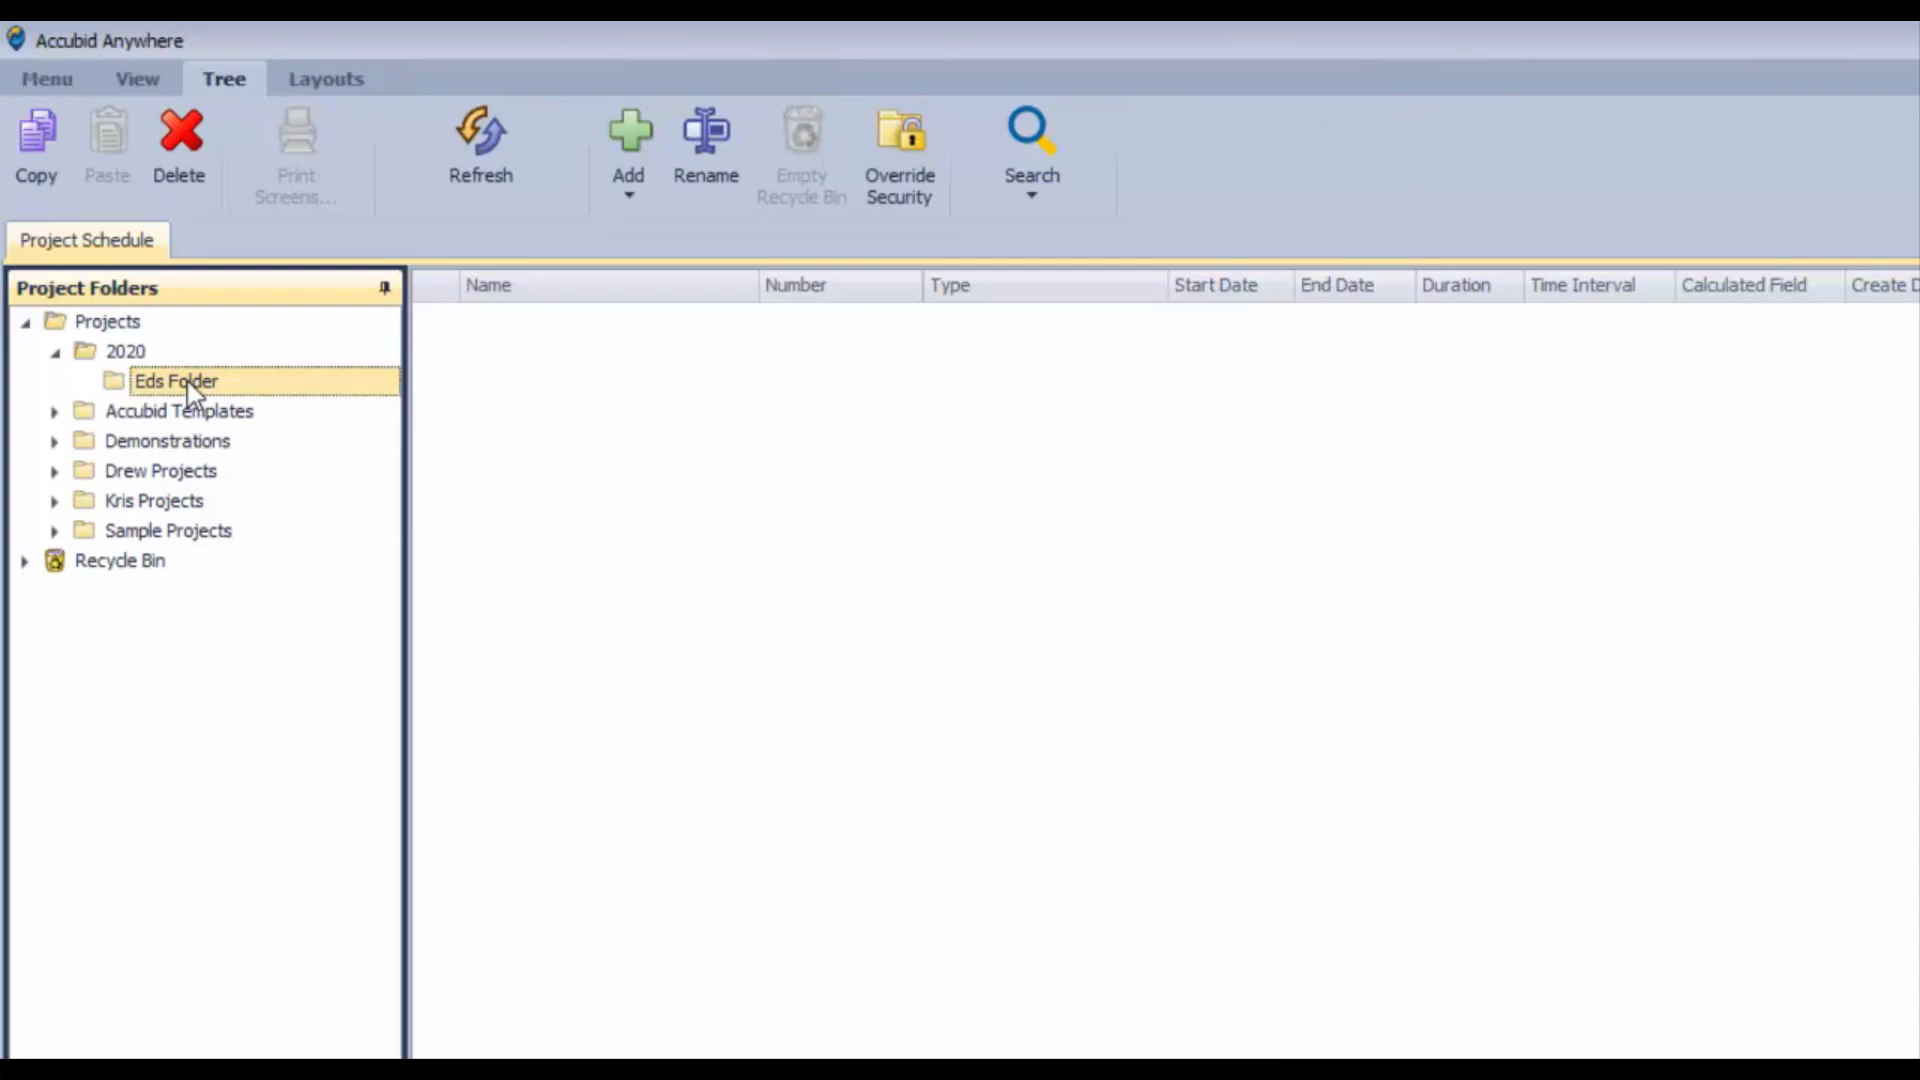 Accubid Anywhere
Menu View Tree Layouts
Copy Paste Delete Print Screens... Refresh Add Rename Empty Recycle Bin Override Security Search
Project Schedule
Project Folders
Name Number Type Start Date End Date Duration Time Interval Calculated Field Create D
Projects
2020
Eds Folder
Accubid Templates
Demonstrations
Drew Projects
Kris Projects
Sample Projects
Recycle Bin